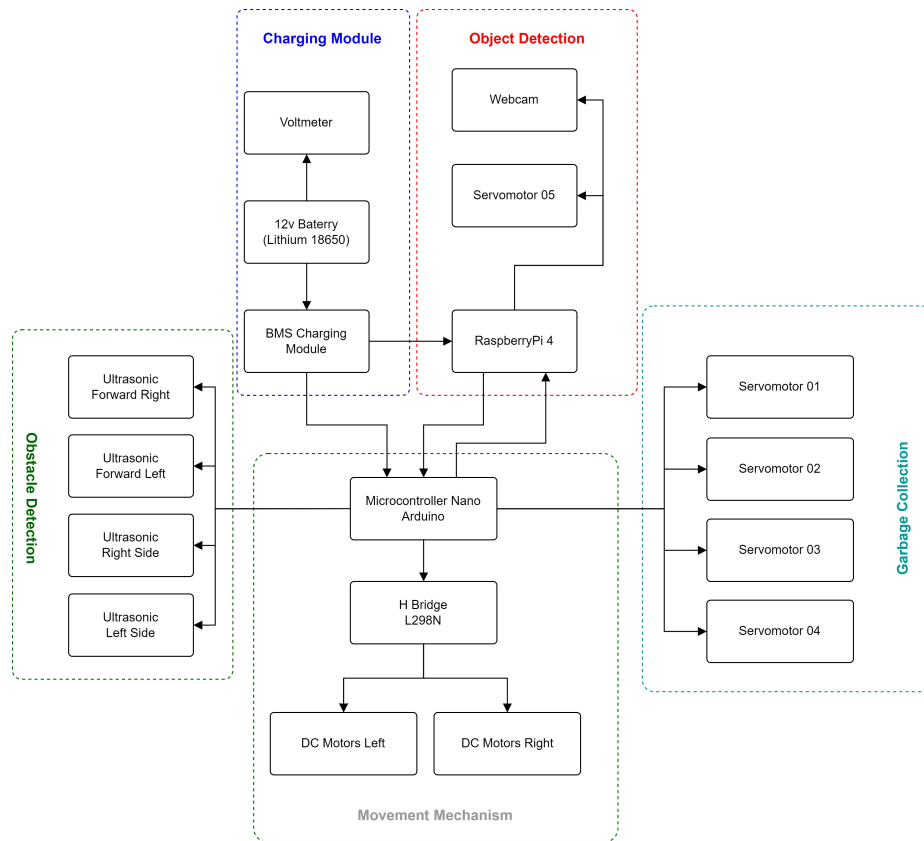 Charging Module
Object Detection
Voltmeter
Webcam
12v Baterry
(Lithium 18650)
Servomotor 05
BMS Charging
Module
RaspberryPi 4
Obstacle Detection
Ultrasonic
Forward Right
Ultrasonic
Forward Left
Ultrasonic
Right Side
Ultrasonic
Left Side
Microcontroller Nano
Arduino
H Bridge
L298N
DC Motors Left
DC Motors Right
Movement Mechanism
Servomotor 01
Servomotor 02
Servomotor 03
Servomotor 04
Garbage Collection